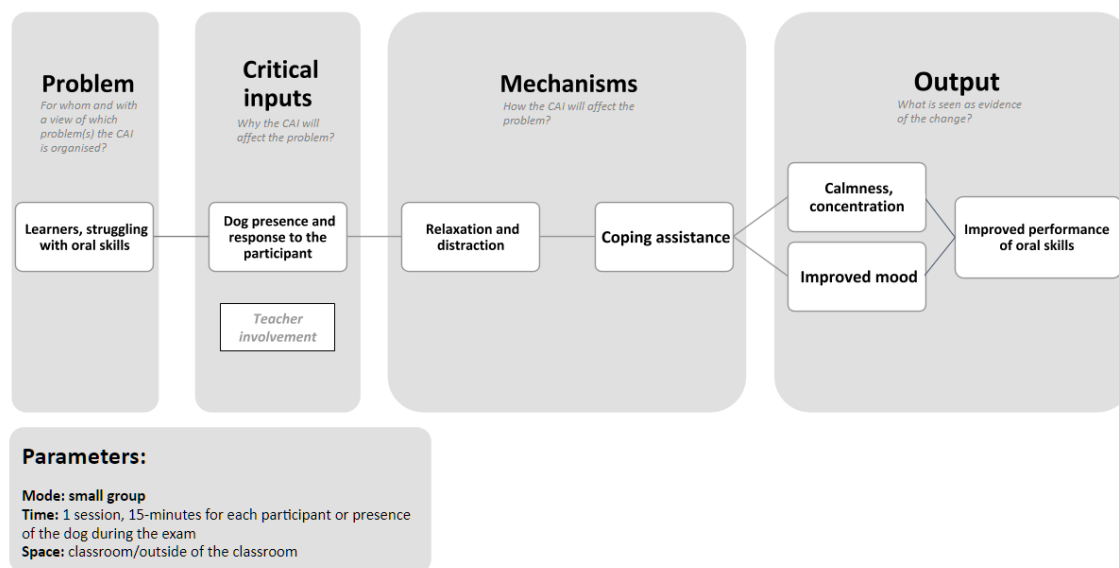 Problem
For whom and with
a view of which
problem(s) the CAI
is organised?
Learners, struggling
with oral skills
Critical
inputs
Why the CAI will
affect the problem?
Dog presence and
response to the
participant
Teacher
involvement
Mechanisms
How the CAI will affect the
problem?
Relaxation and
distraction
Coping assistance
Output
What is seen as evidence
of the change?
Calmness,
concentration
Improved mood
Improved performance
of oral skills
Parameters:
Mode: small group
Time: 1 session, 15-minutes for each participant or presence
of the dog during the exam
Space: classroom/outside of the classroom